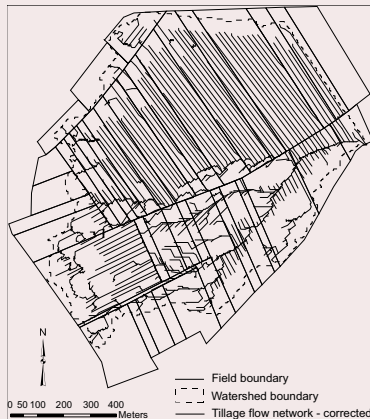 N
0 50 100 200 300 400
Meters
Field boundary
Watershed boundary
Tillage flow network - corrected